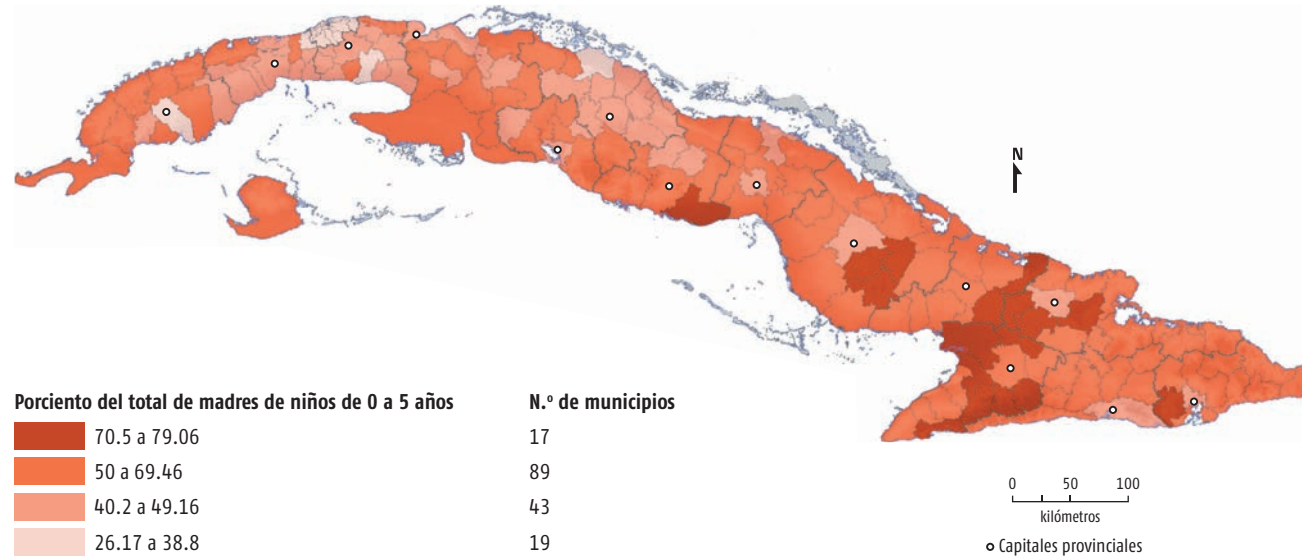 N
Porciento del total de madres de niños de 0 a 5 años N.º de municipios
70.5 a 79.06 17
50 a 69.46 89
40.2 a 49.16 43
26.17 a 38.8 19
0 50 100
kilómetros
Capitales provinciales